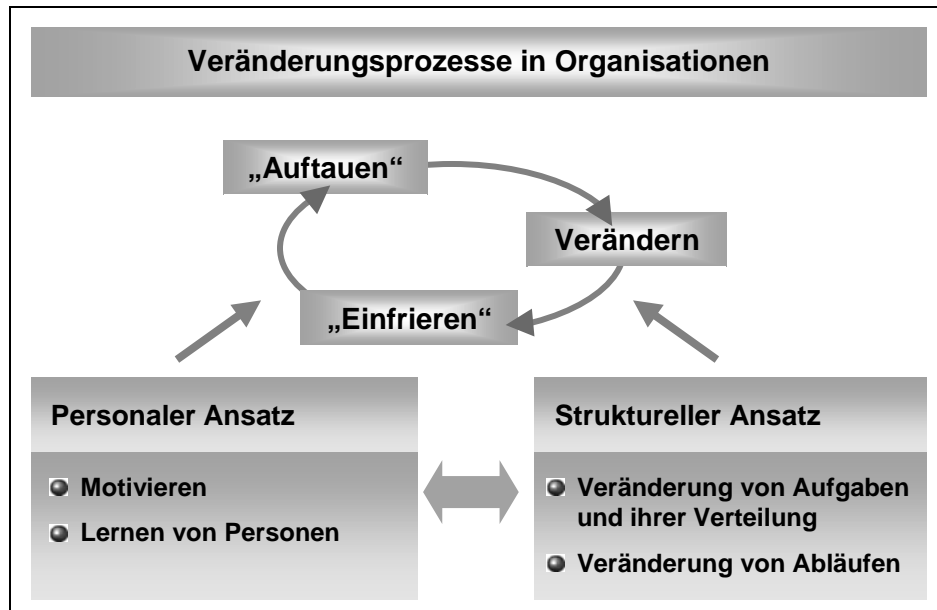 Veränderungsprozesse in Organisationen
„Auftauen“
Verändern
„Einfrieren“
Personaler Ansatz
Motivieren
Lernen von Personen
Struktureller Ansatz
Veränderung von Aufgaben
und ihrer Verteilung
Veränderung von Abläufen